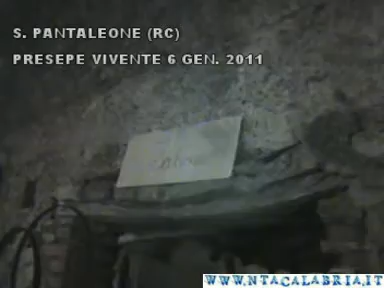 S. PANTALEONE (RC)
PRESEPE VIVENTE 6 GEN. 2011
WWW.NTACALABRIA.IT